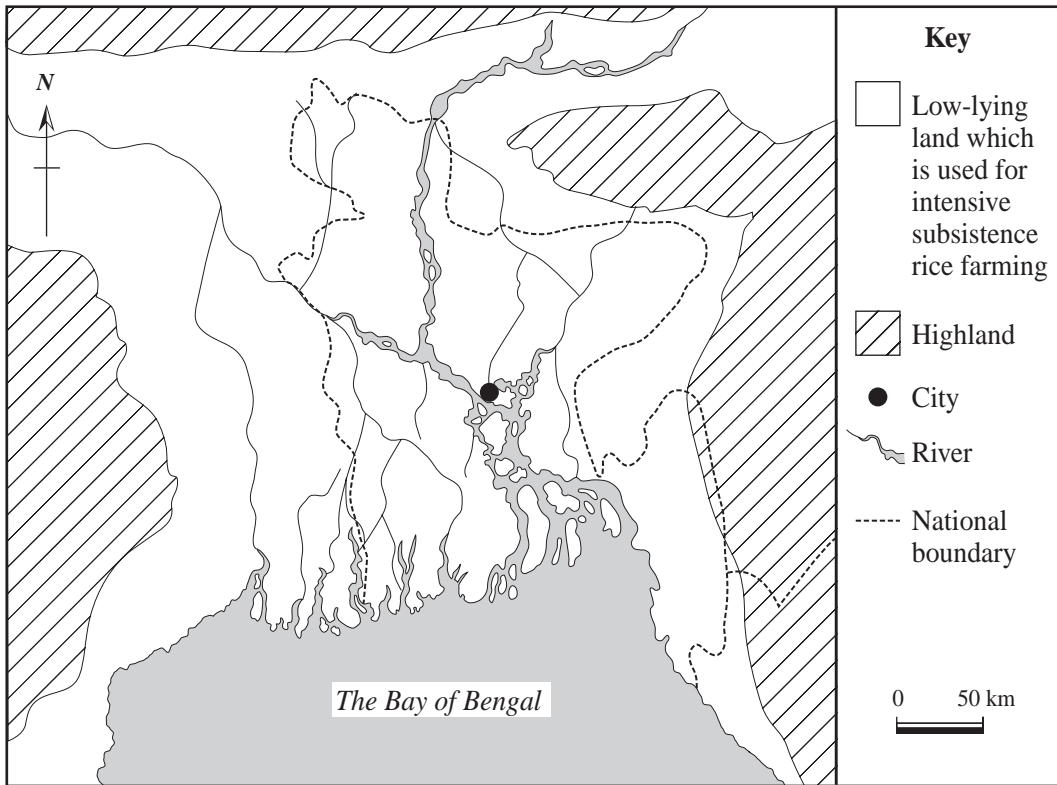 N
The Bay of Bengal
Key
Low-lying
land which
is used for
intensive
subsistence
rice farming
Highland
City
River
National
boundary
0 50 km